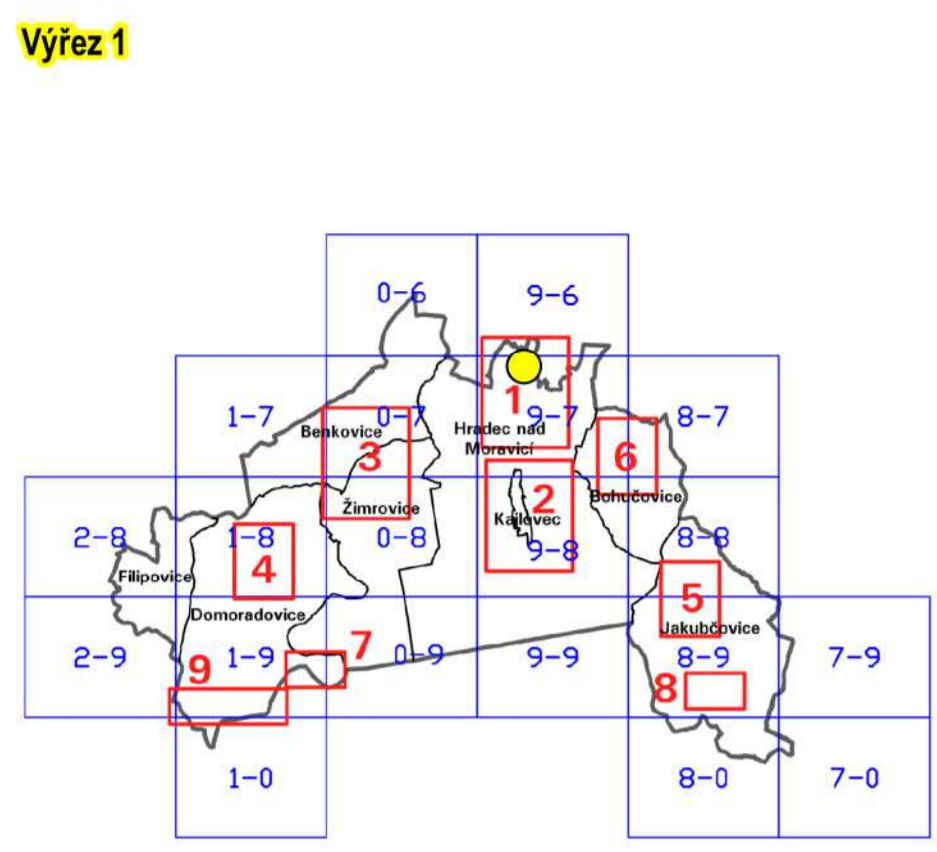 Výřez 1
0-6
9-6
1-7
0-7
9-7
8-7
1
Benkovice
Hradec nad
Moravicí
3
6
2
Žimrovice
Bohučovice
Kajlovec
2-8
1-8
0-8
9-8
8-8
4
Filipovice
5
Domoradovice
Jakubčovice
7
2-9
1-9
0-9
9-9
8-9
7-9
9
8
1-0
8-0
7-0